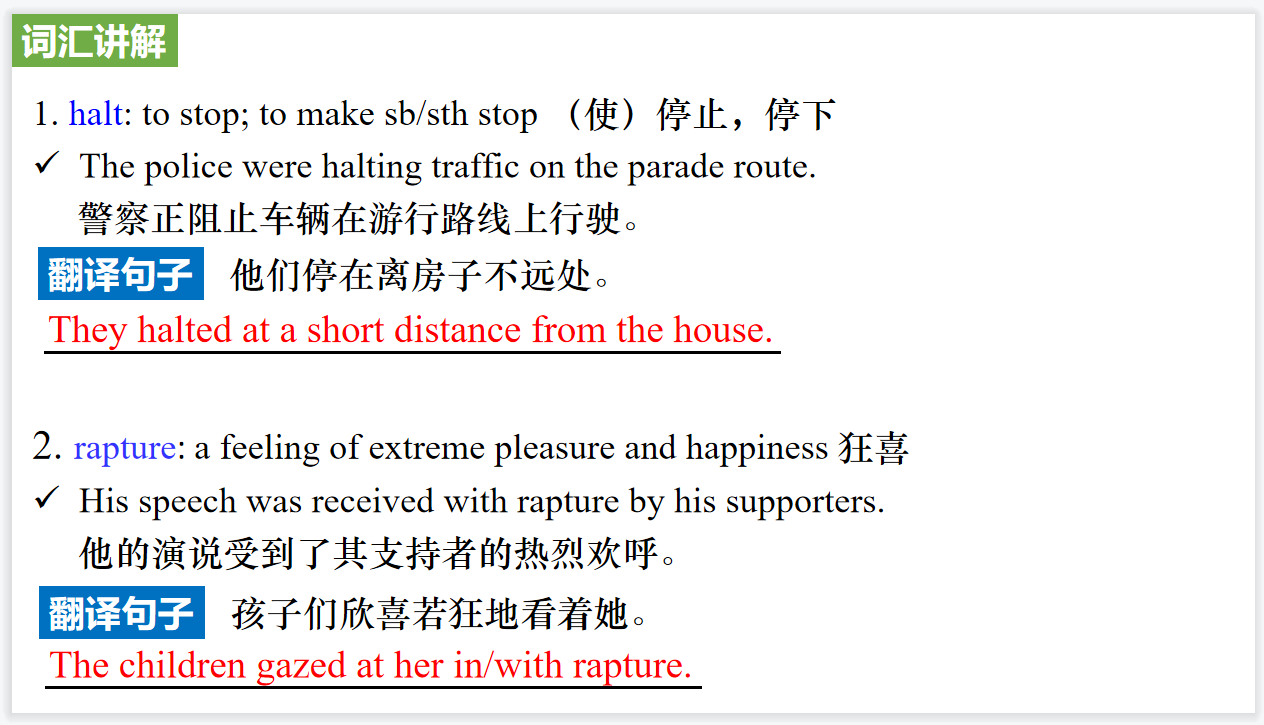 词汇讲解
1. halt: to stop; to make sb/sth stop （使）停止，停下
✓ The police were halting traffic on the parade route.
警察正阻止车辆在游行路线上行驶。
翻译句子 他们停在离房子不远处。
They halted at a short distance from the house.
2. rapture: a feeling of extreme pleasure and happiness 狂喜
✓ His speech was received with rapture by his supporters.
他的演说受到了其支持者的热烈欢呼。
翻译句子 孩子们欣喜若狂地看着她。
The children gazed at her in/with rapture.